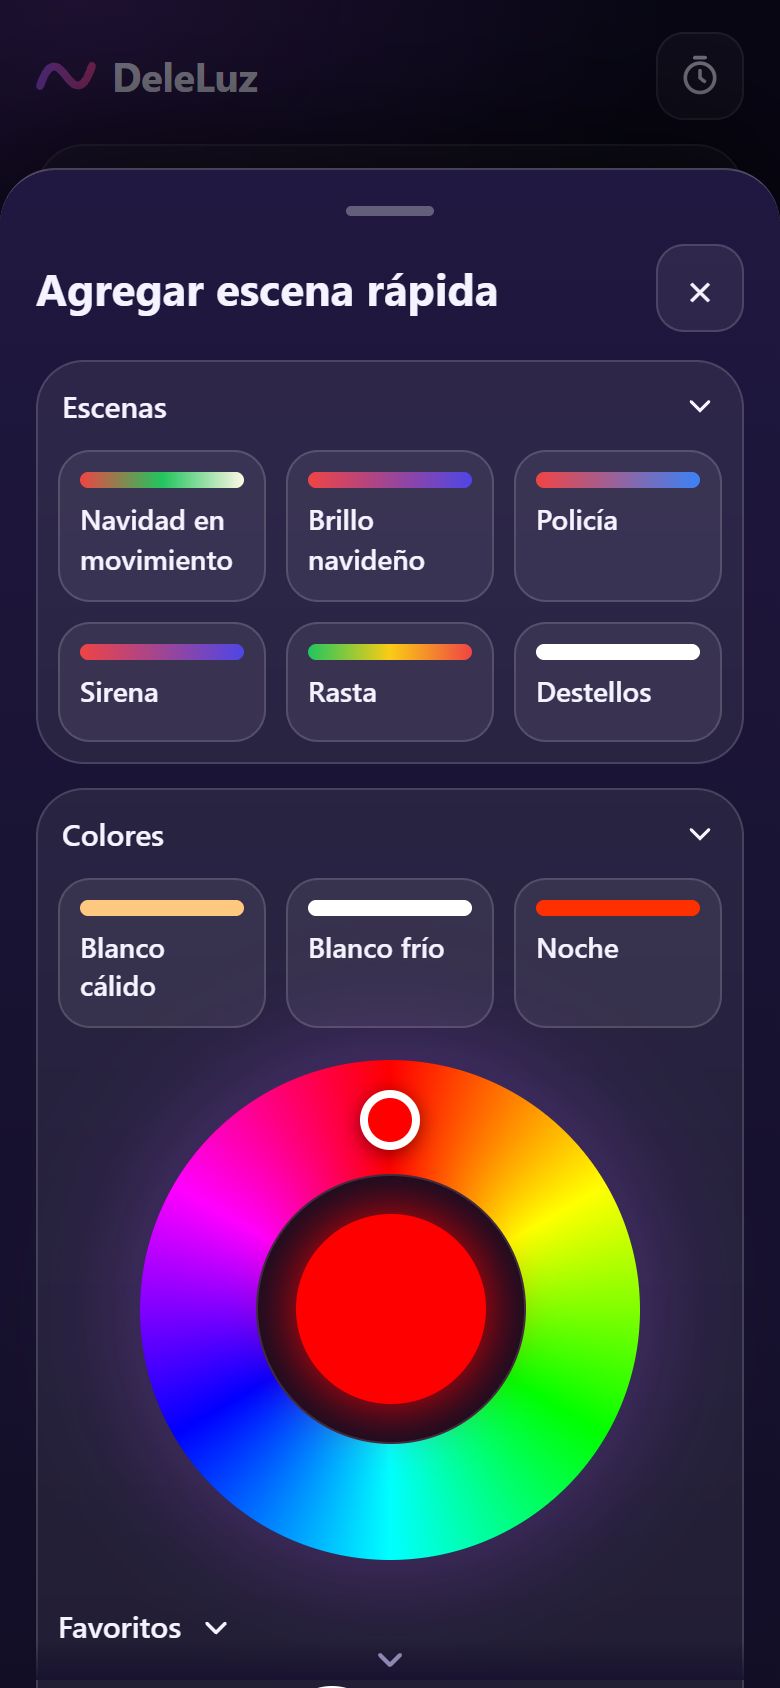 DeleLuz
Agregar escena rápida
Escenas
Navidad en
movimiento
Brillo
navideño
Policía
Sirena
Rasta
Destellos
Colores
Blanco
cálido
Blanco frío
Noche
Favoritos